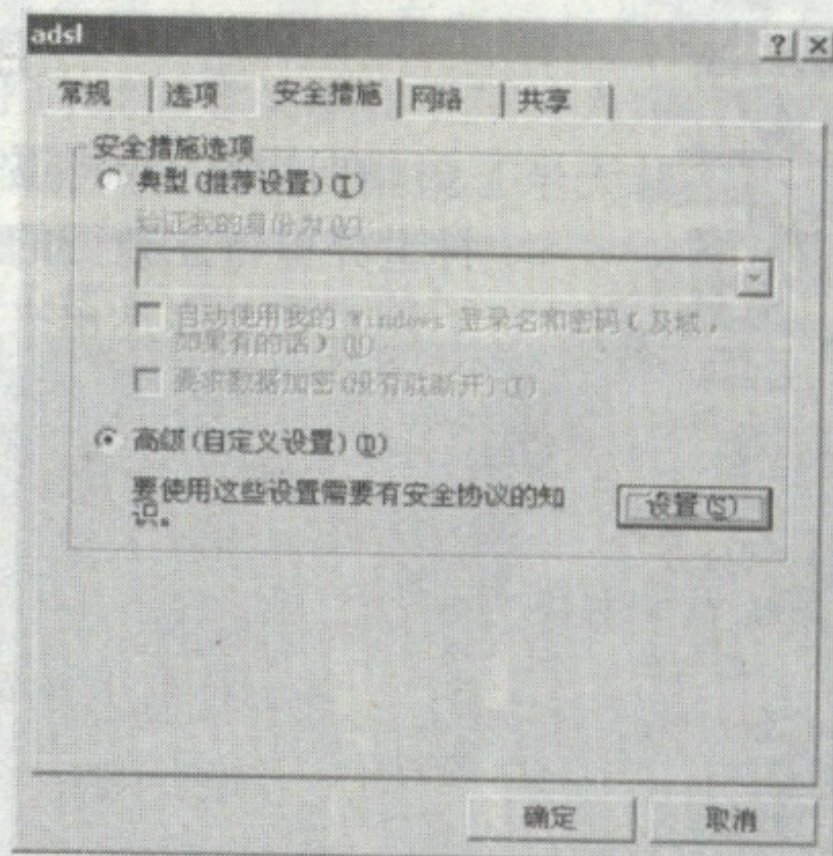 adsl
常规 选项 安全措施 网络 共享
安全措施选项
典型(推荐设置)(T)
验证我的身份为(V)
自动使用我的 Windows 登录名和密码(及域,
如果有的话)(U)
要求数据加密(没有就断开)(I)
高级(自定义设置)(D)
要使用这些设置需要有安全协议的知
识。
设置(S)
确定 取消